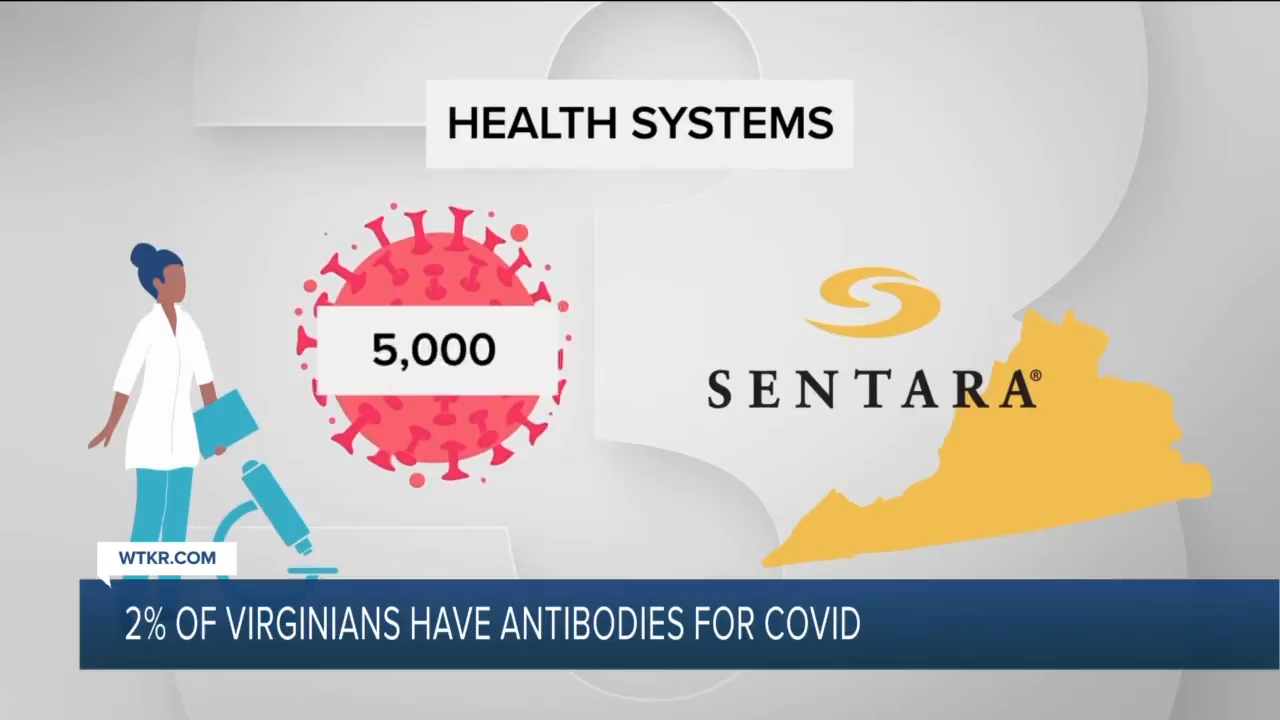 HEALTH SYSTEMS
5,000
SENTARA®
WTKR.COM
2% OF VIRGINIANS HAVE ANTIBODIES FOR COVID